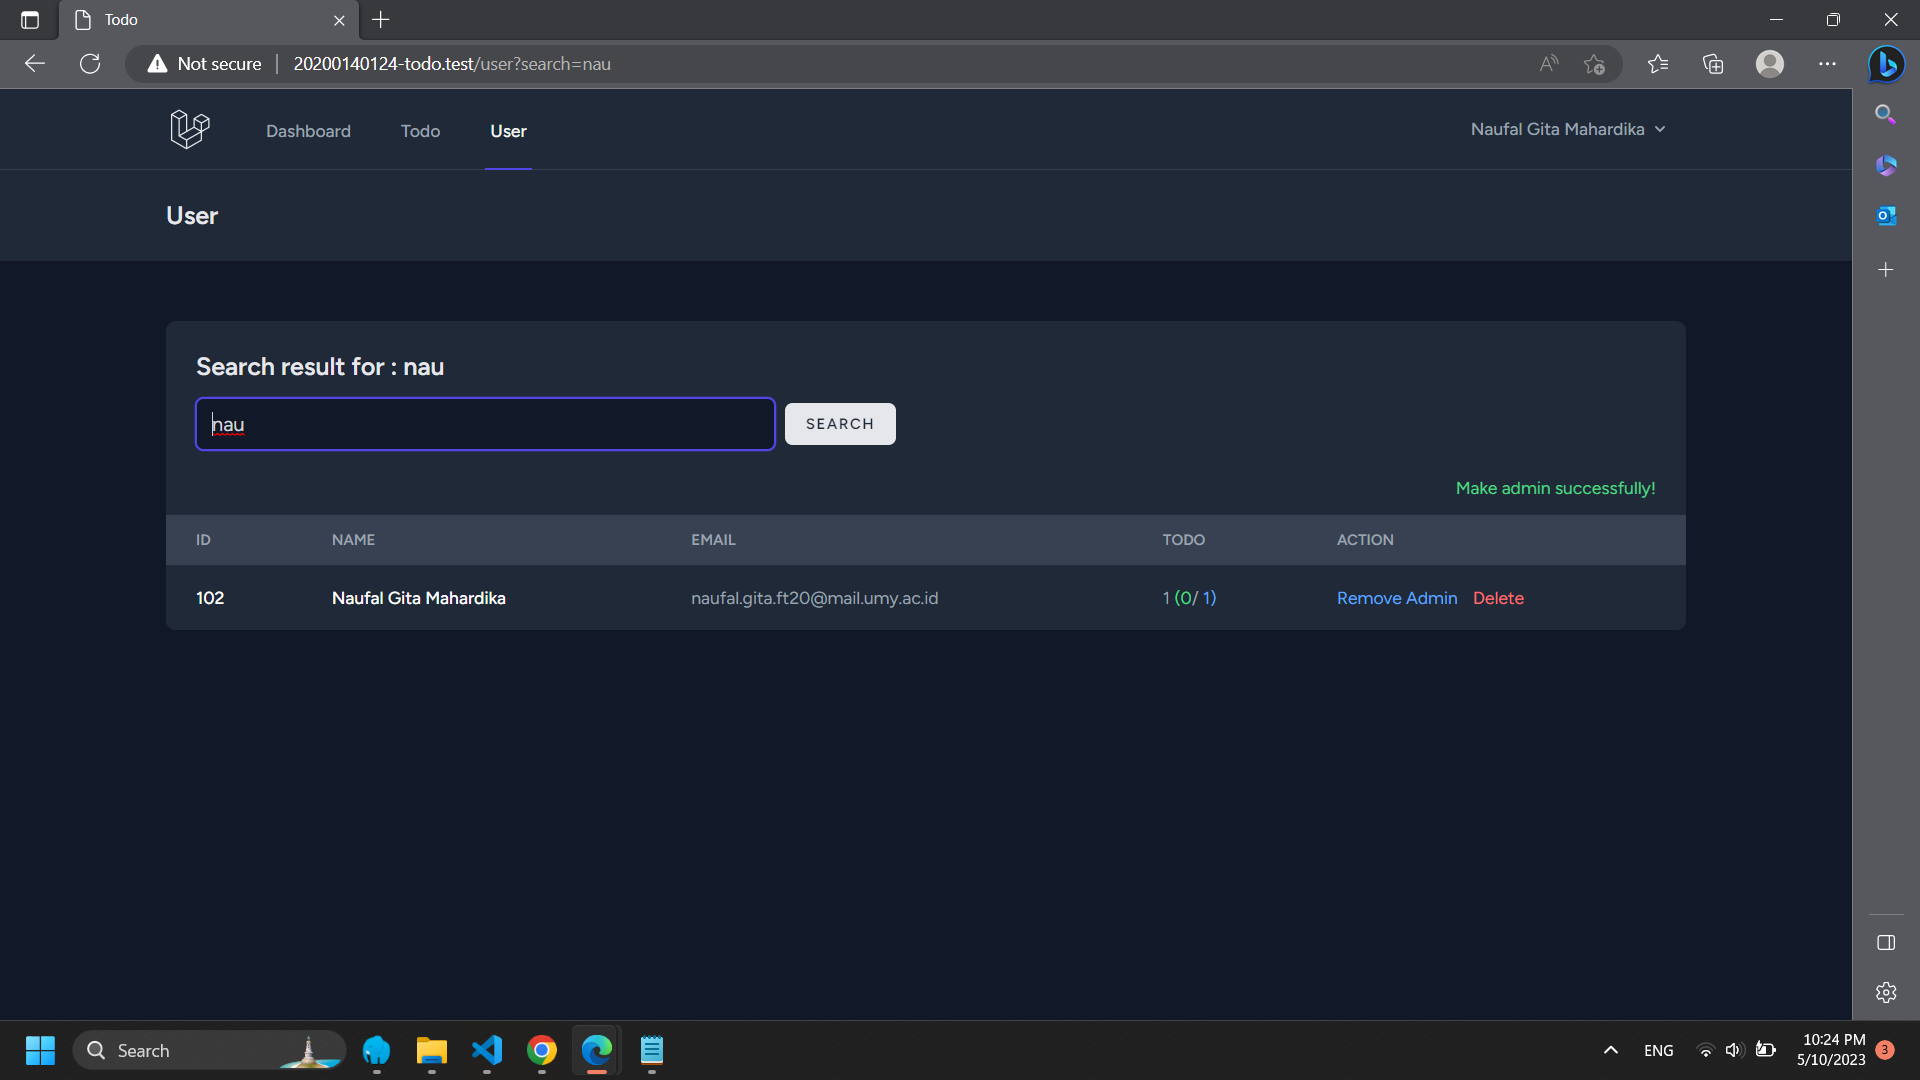 Todo
Not secure
20200140124-todo.test/user?search=nau
Dashboard
Todo
User
Naufal Gita Mahardika
User
Search result for : nau
nau
SEARCH
Make admin successfully!
ID NAME EMAIL TODO ACTION
102 Naufal Gita Mahardika naufal.gita.ft20@mail.umy.ac.id 1 (0/ 1) Remove Admin Delete
Search
ENG
10:24 PM
5/10/2023
3